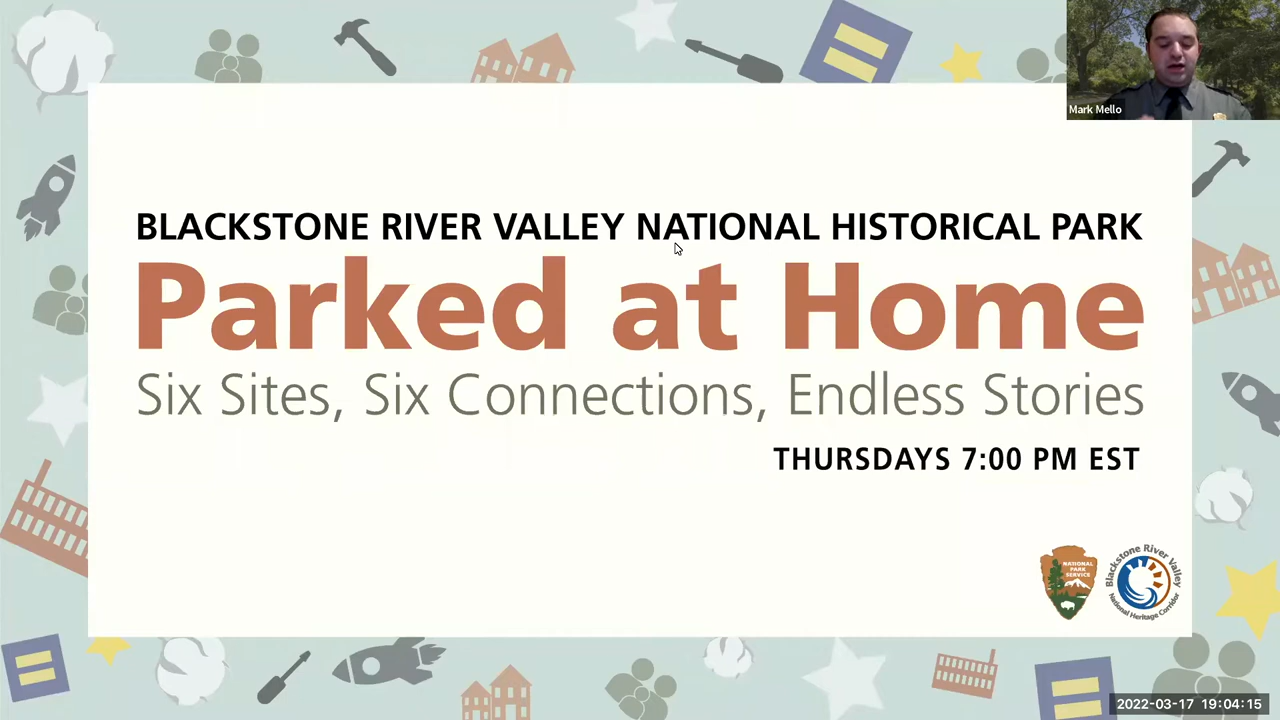 Mark Mello
BLACKSTONE RIVER VALLEY NATIONAL HISTORICAL PARK
Parked at Home
Six Sites, Six Connections, Endless Stories
THURSDAYS 7:00 PM EST
NATIONAL
PARK
SERVICE
Blackstone River Valley
National Heritage Corridor
2022-03-17 19:04:15